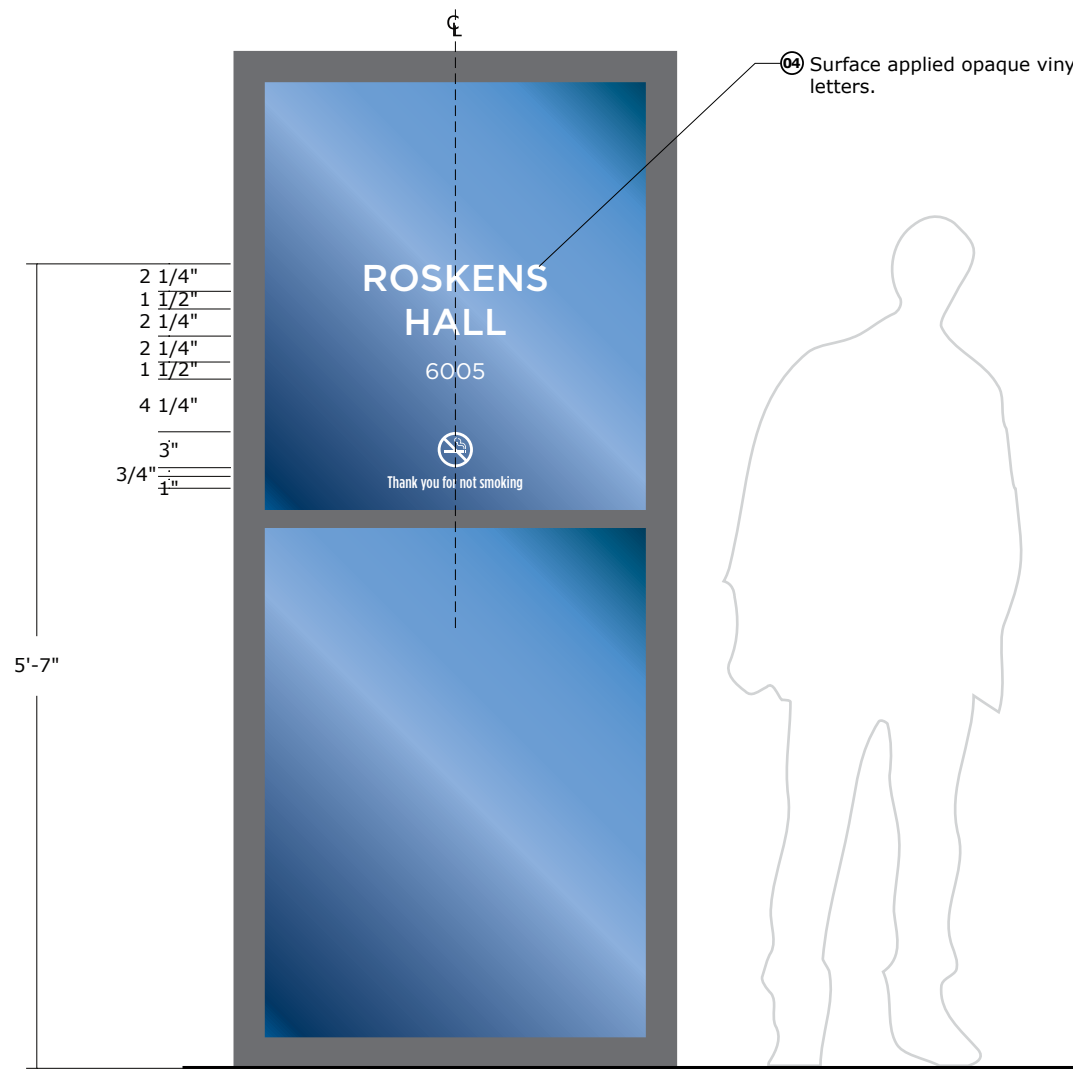 ℄
04 Surface applied opaque viny
letters.
2 1/4"
1 1/2"
2 1/4"
2 1/4"
1 1/2"
4 1/4"
3"
3/4"
1"
5'-7"
ROSKENS
HALL
6005
Thank you for not smoking